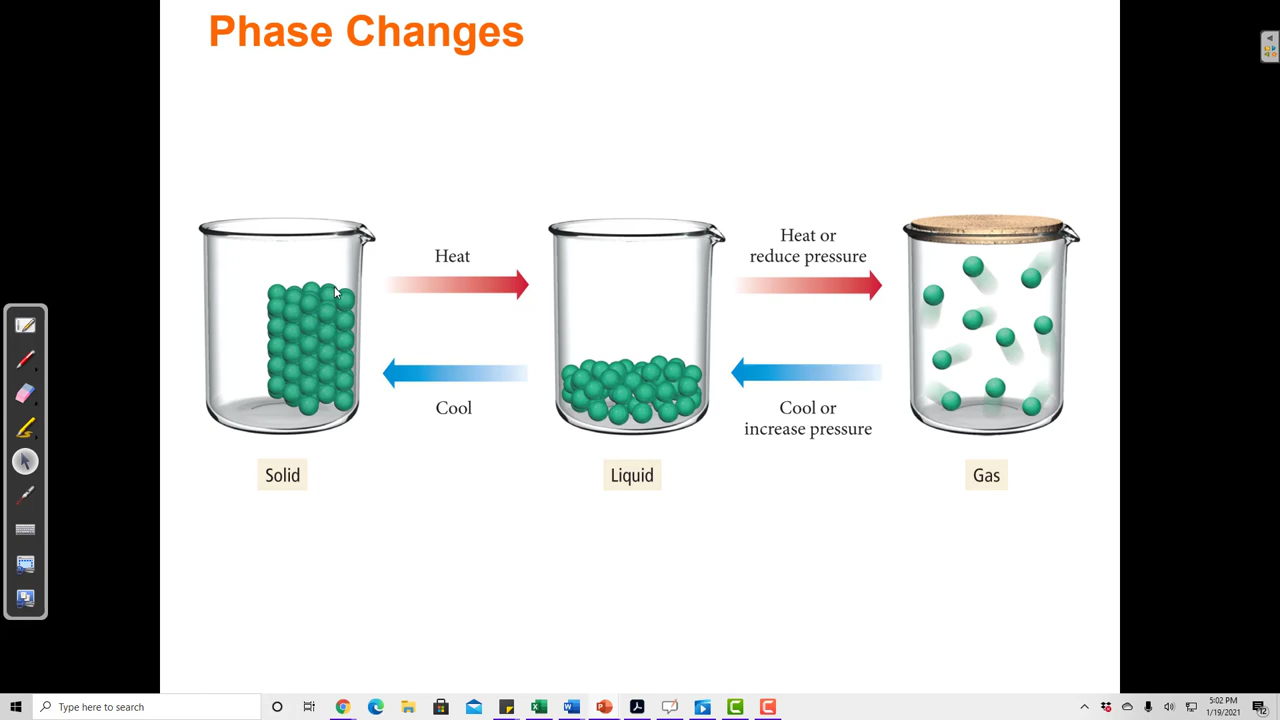 Phase Changes
Heat
Heat or
reduce pressure
Cool
Cool or
increase pressure
Solid
Liquid
Gas
Type here to search
5:02 PM
1/19/2021
12